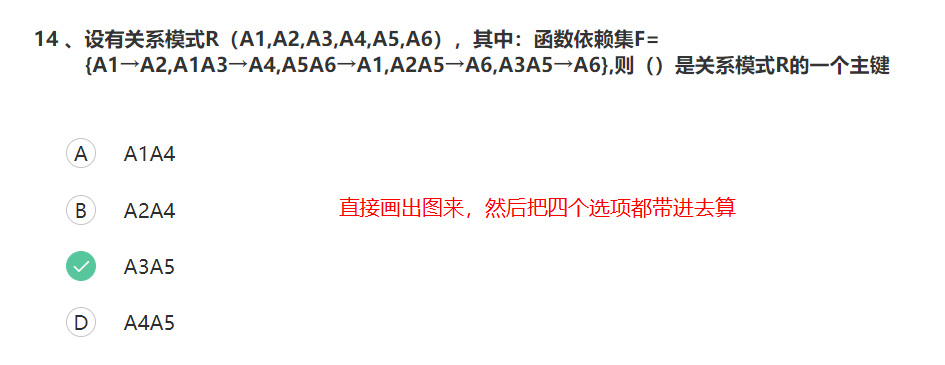 14 、设有关系模式R（A1,A2,A3,A4,A5,A6），其中：函数依赖集F=
{A1→A2,A1A3→A4,A5A6→A1,A2A5→A6,A3A5→A6},则（）是关系模式R的一个主键
A A1A4
B A2A4
直接画出图来，然后把四个选项都带进去算
A3A5
D A4A5